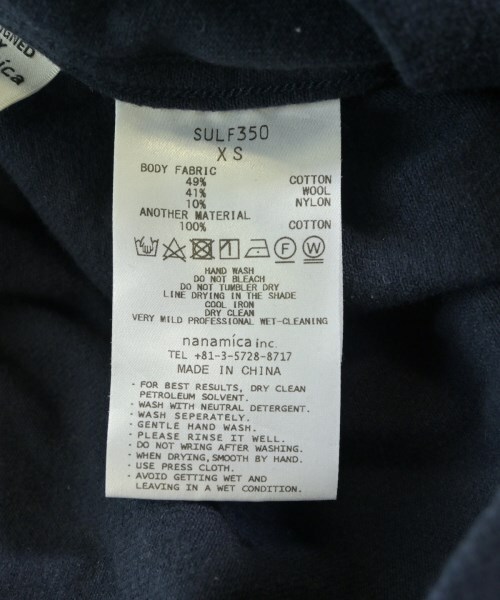 DESIGNED
SULF350
XS
BODY FABRIC
49% COTTON
41% WOOL
10% NYLON
ANOTHER MATERIAL
100% COTTON
F W
HAND WASH
DO NOT BLEACH
DO NOT TUMBLER DRY
LINE DRYING IN THE SHADE
COOL IRON
DRY CLEAN
VERY MILD PROFESSIONAL WET-CLEANING
nanamica inc.
TEL +81-3-5728-8717
MADE IN CHINA
· FOR BEST RESULTS, DRY CLEAN
PETROLEUM SOLVENT.
· WASH WITH NEUTRAL DETERGENT.
· WASH SEPERATELY.
· GENTLE HAND WASH.
· PLEASE RINSE IT WELL.
· DO NOT WRING AFTER WASHING.
· WHEN DRYING,SMOOTH BY HAND.
· USE PRESS CLOTH.
· AVOID GETTING WET AND
LEAVING IN A WET CONDITION.